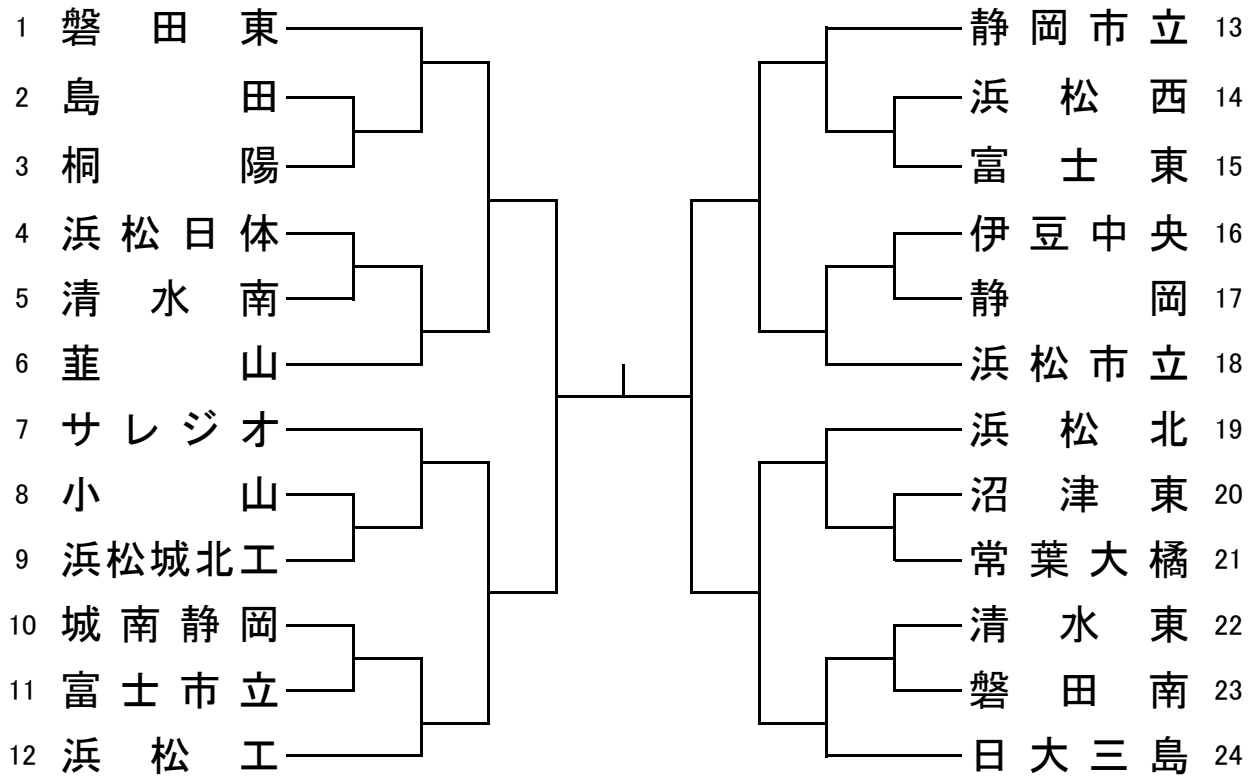 1 磐田東
2 島田
3 桐陽
4 浜松日体
5 清水南
6 韮山
7 サレジオ
8 小山
9 浜松城北工
10 城南静岡
11 富士市立
12 浜松工
静岡市立 13
浜松西 14
富士東 15
伊豆中央 16
静岡 17
浜松市立 18
浜松北 19
沼津東 20
常葉大橘 21
清水東 22
磐田南 23
日大三島 24